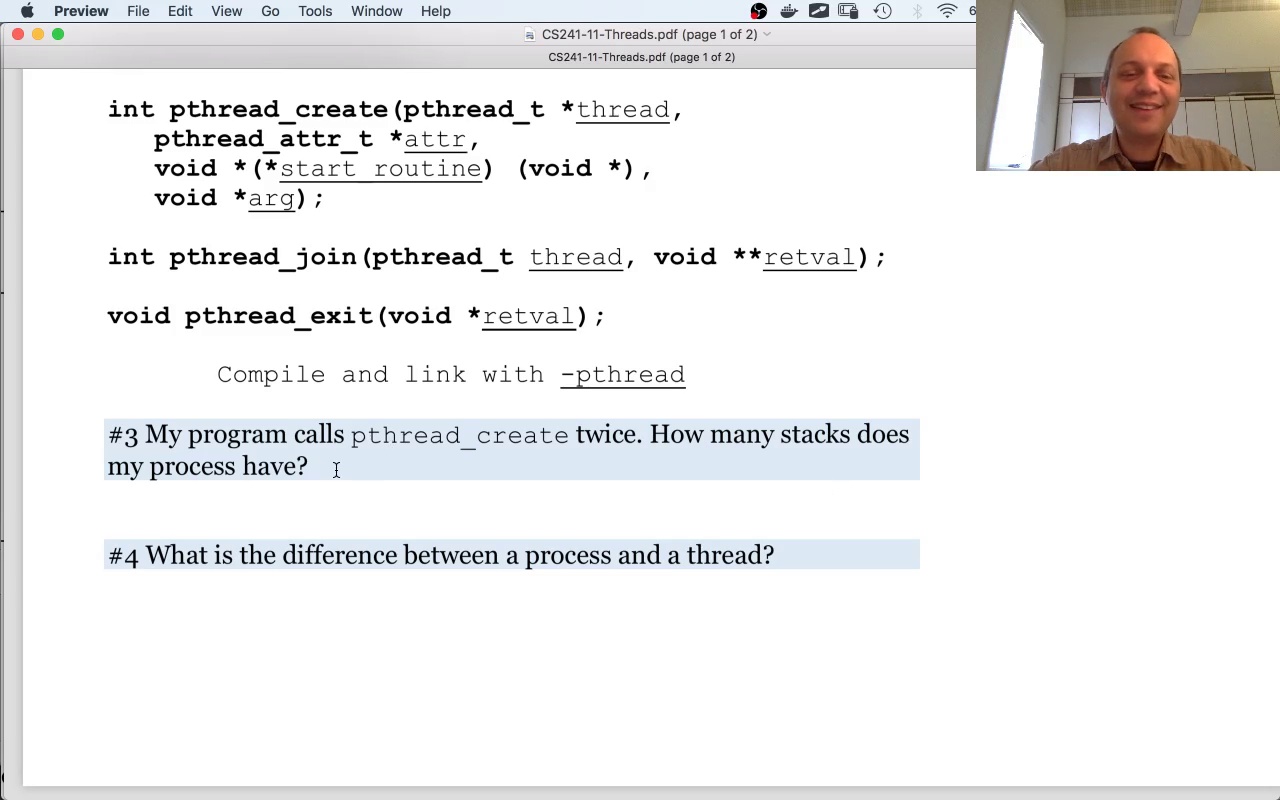 Preview File Edit View Go Tools Window Help 6
CS241-11-Threads.pdf (page 1 of 2)
CS241-11-Threads.pdf (page 1 of 2)
int pthread_create(pthread_t *thread,
pthread_attr_t *attr,
void *(*start_routine) (void *),
void *arg);
int pthread_join(pthread_t thread, void **retval);
void pthread_exit(void *retval);
Compile and link with -pthread
#3 My program calls pthread_create twice. How many stacks does
my process have?
#4 What is the difference between a process and a thread?